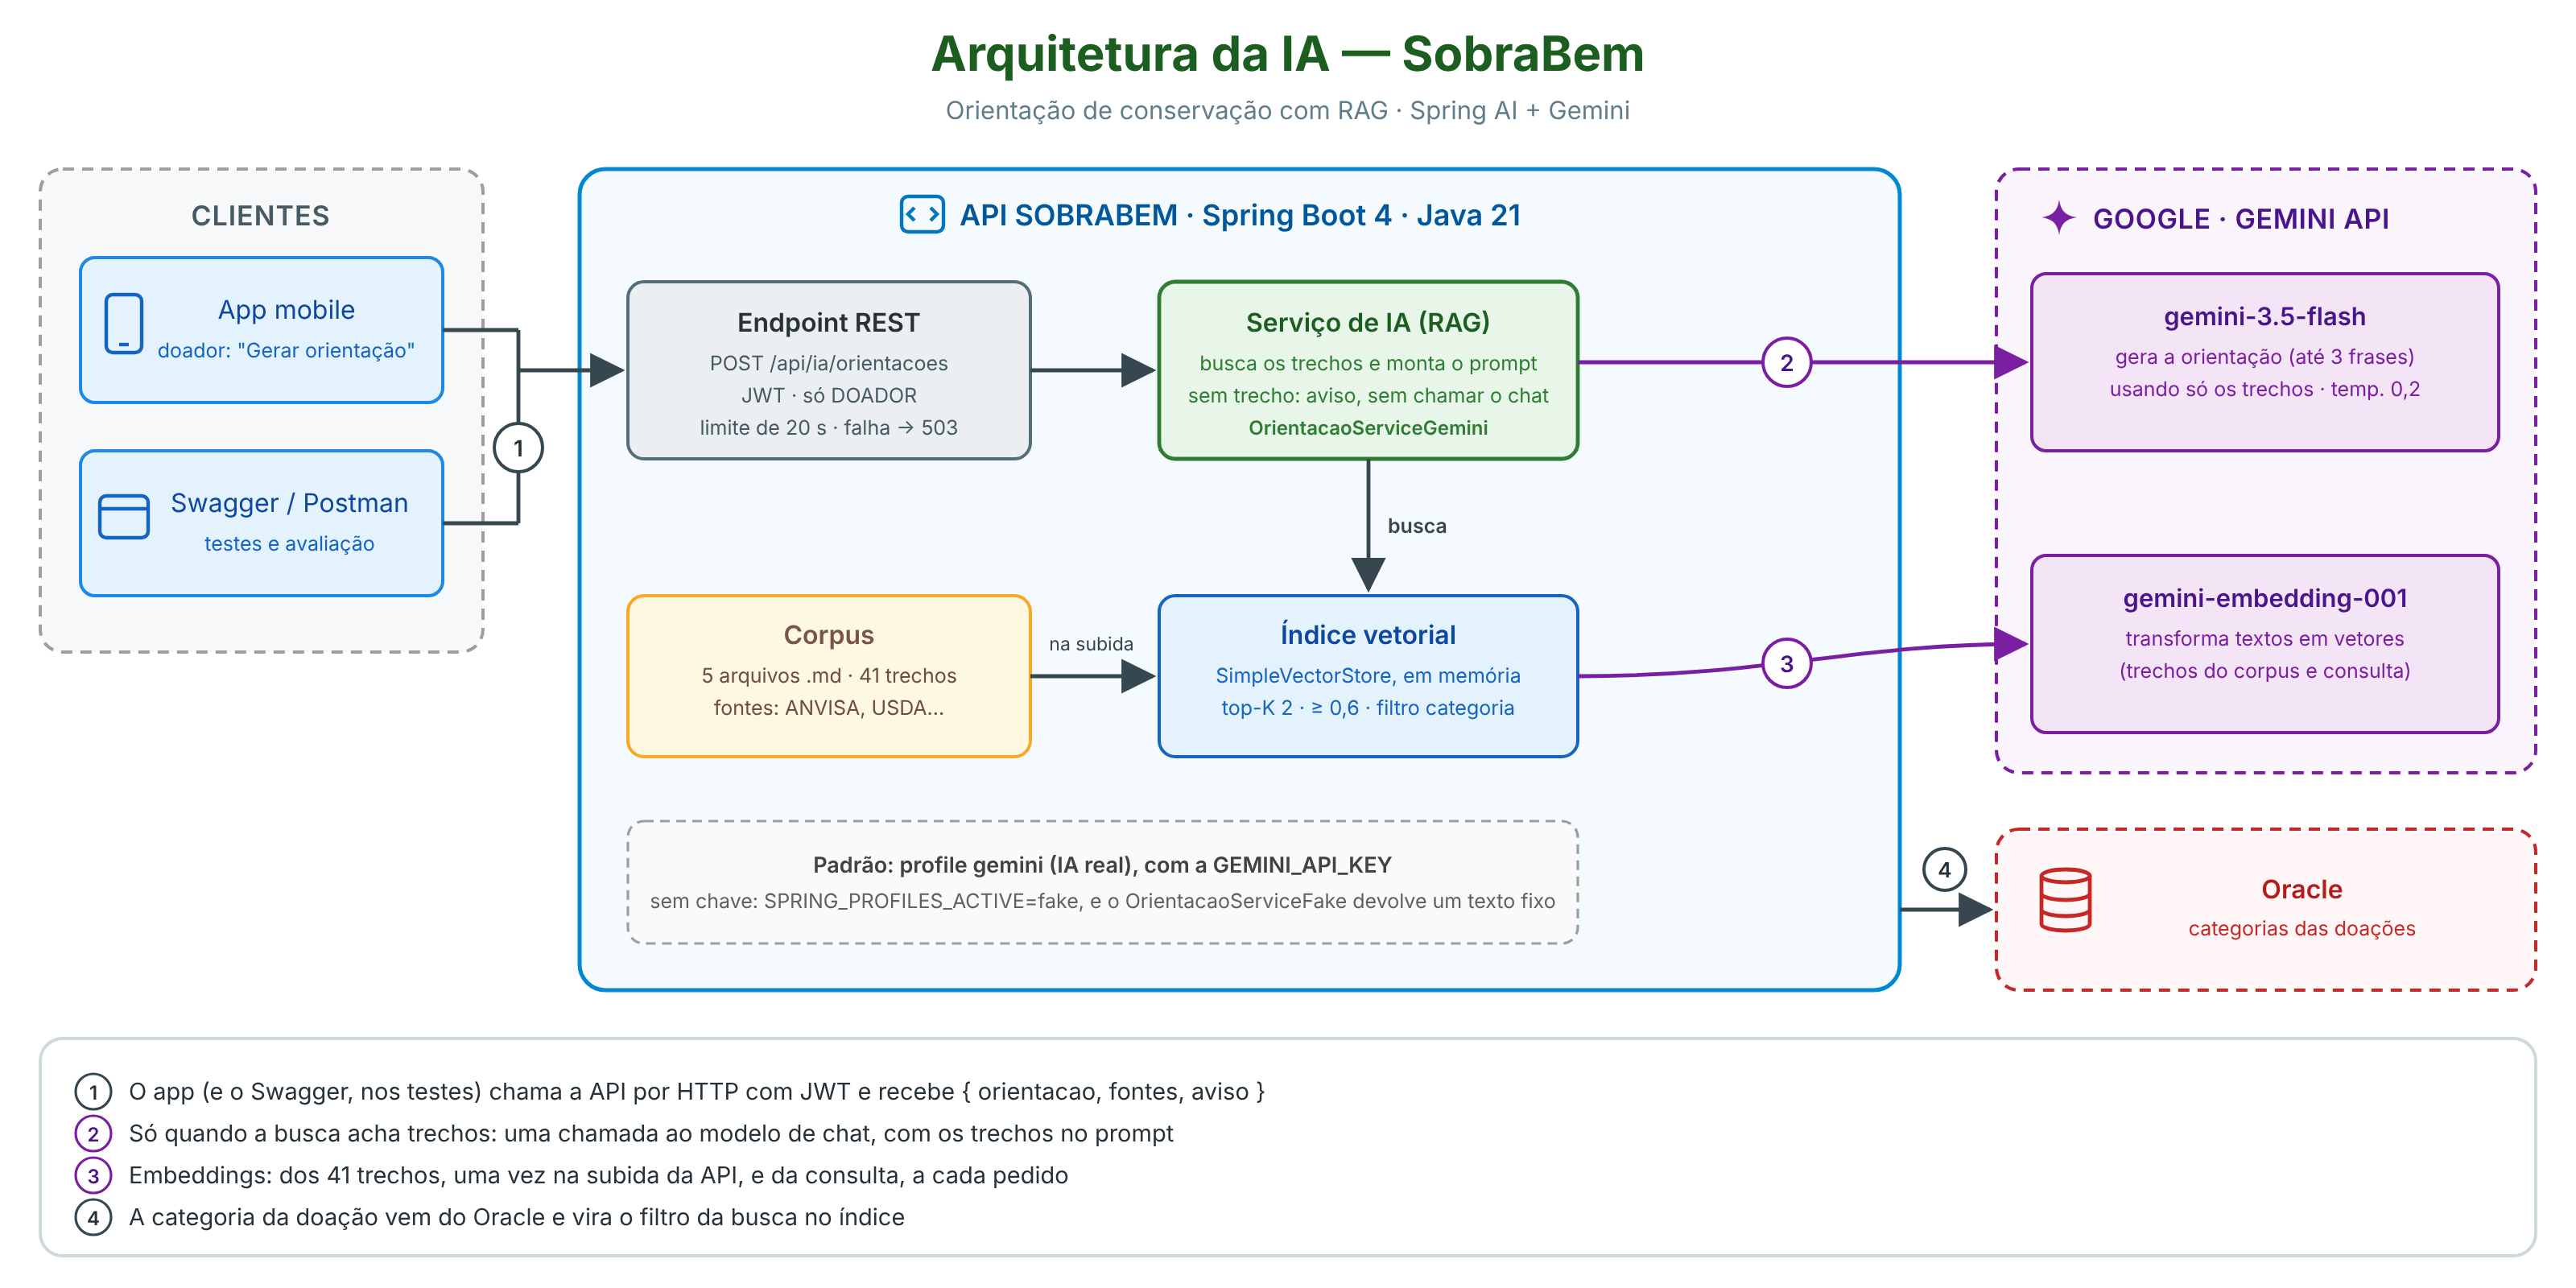 Arquitetura da IA — SobraBem
Orientação de conservação com RAG · Spring AI + Gemini
CLIENTES
App mobile
doador: "Gerar orientação"
Swagger / Postman
testes e avaliação
1
API SOBRABEM · Spring Boot 4 · Java 21
Endpoint REST
POST /api/ia/orientacoes
JWT · só DOADOR
limite de 20 s · falha → 503
Serviço de IA (RAG)
busca os trechos e monta o prompt
sem trecho: aviso, sem chamar o chat
OrientacaoServiceGemini
busca
Corpus
5 arquivos .md · 41 trechos
fontes: ANVISA, USDA...
na subida
Índice vetorial
SimpleVectorStore, em memória
top-K 2 · ≥ 0,6 · filtro categoria
Padrão: profile gemini (IA real), com a GEMINI_API_KEY
sem chave: SPRING_PROFILES_ACTIVE=fake, e o OrientacaoServiceFake devolve um texto fixo
2
3
4
GOOGLE · GEMINI API
gemini-3.5-flash
gera a orientação (até 3 frases)
usando só os trechos · temp. 0,2
gemini-embedding-001
transforma textos em vetores
(trechos do corpus e consulta)
Oracle
categorias das doações
1 O app (e o Swagger, nos testes) chama a API por HTTP com JWT e recebe { orientacao, fontes, aviso }
2 Só quando a busca acha trechos: uma chamada ao modelo de chat, com os trechos no prompt
3 Embeddings: dos 41 trechos, uma vez na subida da API, e da consulta, a cada pedido
4 A categoria da doação vem do Oracle e vira o filtro da busca no índice